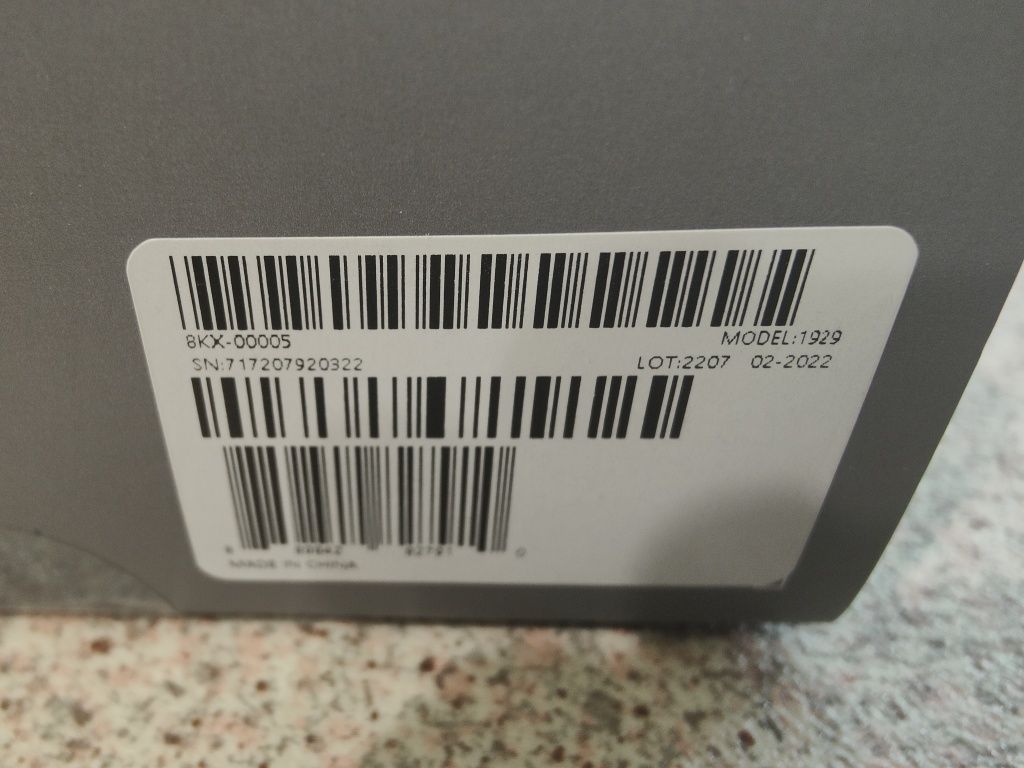 8KX-00005 MODEL:1929
SN:717207920322 LOT:2207 02-2022
MADE IN CHINA